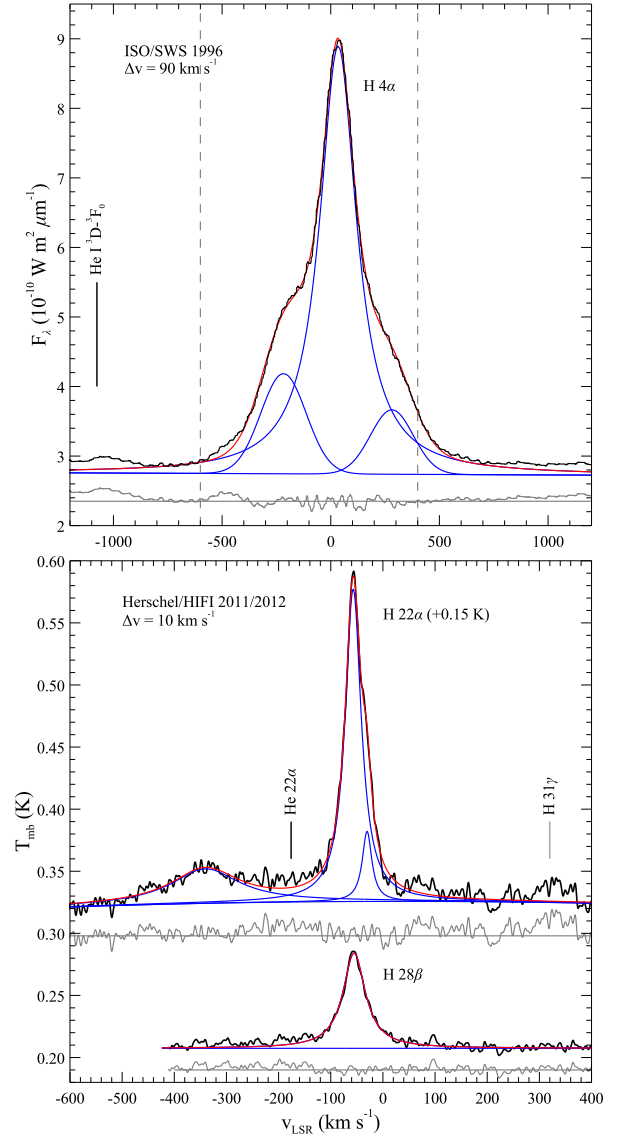 ISO/SWS 1996
Δv = 90 km s⁻¹
H 4α
He I ³D-³F₀
F_λ (10⁻¹⁰ W m² μm⁻¹)
9
8
7
6
5
4
3
2
-1000 -500 0 500 1000
Herschel/HIFI 2011/2012
Δv = 10 km s⁻¹
H 22α (+0.15 K)
He 22α
H 31γ
H 28β
T_mb (K)
0.60
0.55
0.50
0.45
0.40
0.35
0.30
0.25
0.20
-600 -500 -400 -300 -200 -100 0 100 200 300 400
v_LSR (km s⁻¹)